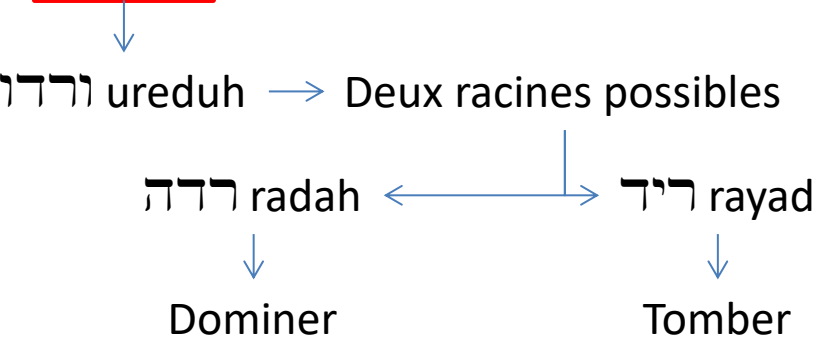 ורדו ureduh Deux racines possibles
רדה radah ריד rayad
Dominer Tomber